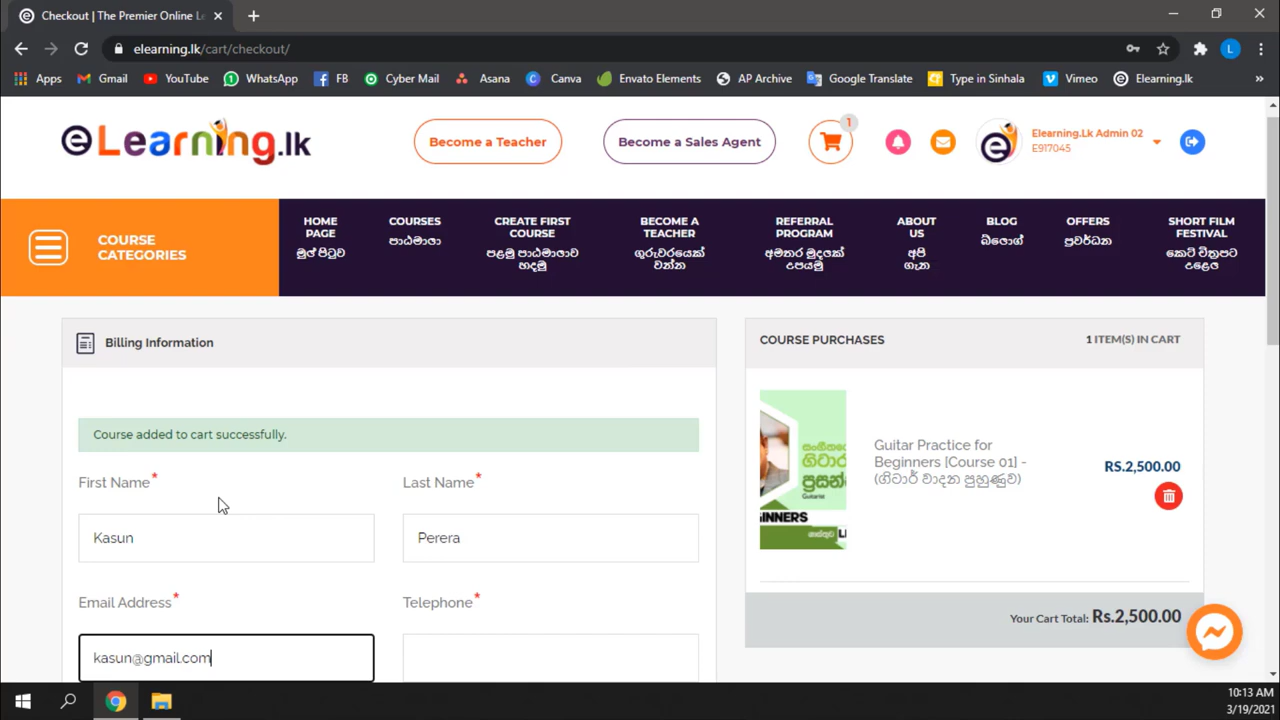 Checkout | The Premier Online Le
elearning.lk/cart/checkout/
L
Apps
Gmail
YouTube
WhatsApp
FB
Cyber Mail
Asana
Canva
Envato Elements
AP Archive
Google Translate
Type in Sinhala
Vimeo
Elearning.lk
eLearning.lk
Become a Teacher
Become a Sales Agent
1
Elearning.Lk Admin 02
E917045
COURSE
CATEGORIES
HOME
PAGE
මුල් පිටුව
COURSES
පාඨමාලා
CREATE FIRST
COURSE
පළමු පාඨමාලාව
හදමු
BECOME A
TEACHER
ගුරුවරයෙක්
වන්න
REFERRAL
PROGRAM
අමතර මුදලක්
උපයමු
ABOUT
US
අපි
ගැන
BLOG
බ්ලොග්
OFFERS
ප්‍රවර්ධන
SHORT FILM
FESTIVAL
කෙටි චිත්‍රපට
උළෙල
Billing Information
Course added to cart successfully.
First Name*
Last Name*
Kasun
Perera
Email Address*
Telephone*
kasun@gmail.com
COURSE PURCHASES
1 ITEM(S) IN CART
සංගීතය
ගිටාර්
ප්‍රසන්
Guitarist
INNERS
Guitar Practice for
Beginners [Course 01] -
(ගිටාර් වාදන පුහුණුව)
RS.2,500.00
Your Cart Total: Rs.2,500.00
10:13 AM
3/19/2021